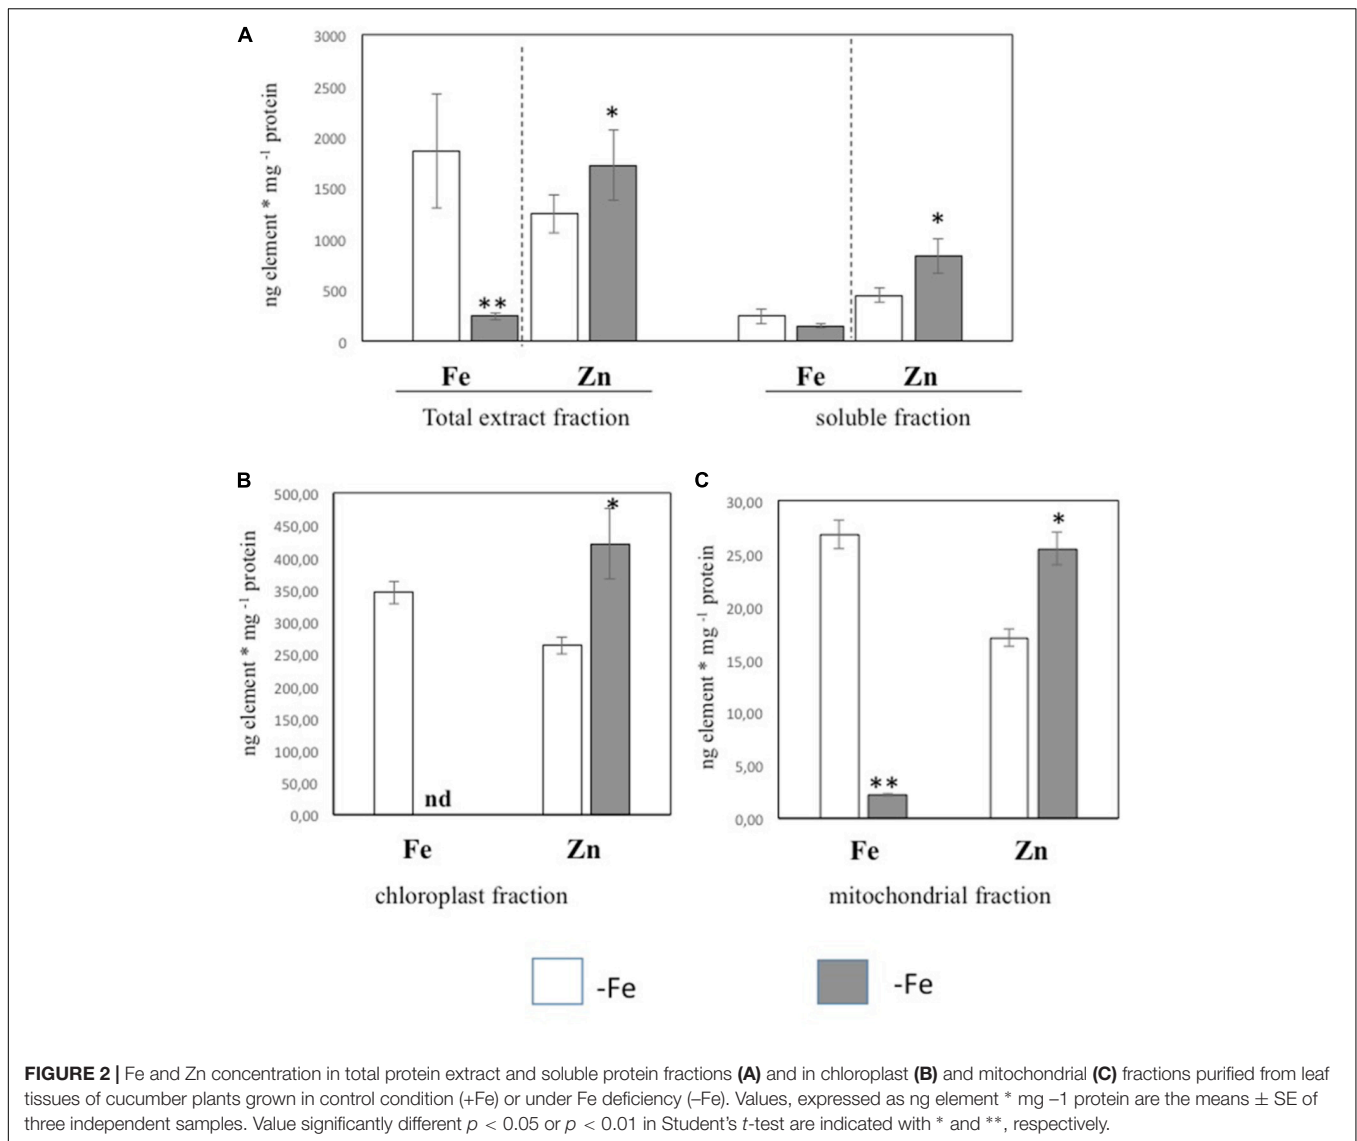 A
3000
2500
2000
1500
1000
500
0
ng element * mg -1 protein
**
*
*
Fe Zn Fe Zn
Total extract fraction soluble fraction
B
500,00
450,00
400,00
350,00
300,00
250,00
200,00
150,00
100,00
50,00
0,00
ng element * mg -1 protein
nd
*
Fe Zn
chloroplast fraction
C
30,00
25,00
20,00
15,00
10,00
5,00
0,00
ng element * mg -1 protein
**
*
Fe Zn
mitochondrial fraction
-Fe -Fe
FIGURE 2 | Fe and Zn concentration in total protein extract and soluble protein fractions (A) and in chloroplast (B) and mitochondrial (C) fractions purified from leaf
tissues of cucumber plants grown in control condition (+Fe) or under Fe deficiency (–Fe). Values, expressed as ng element * mg –1 protein are the means ± SE of
three independent samples. Value significantly different p < 0.05 or p < 0.01 in Student's t-test are indicated with * and **, respectively.